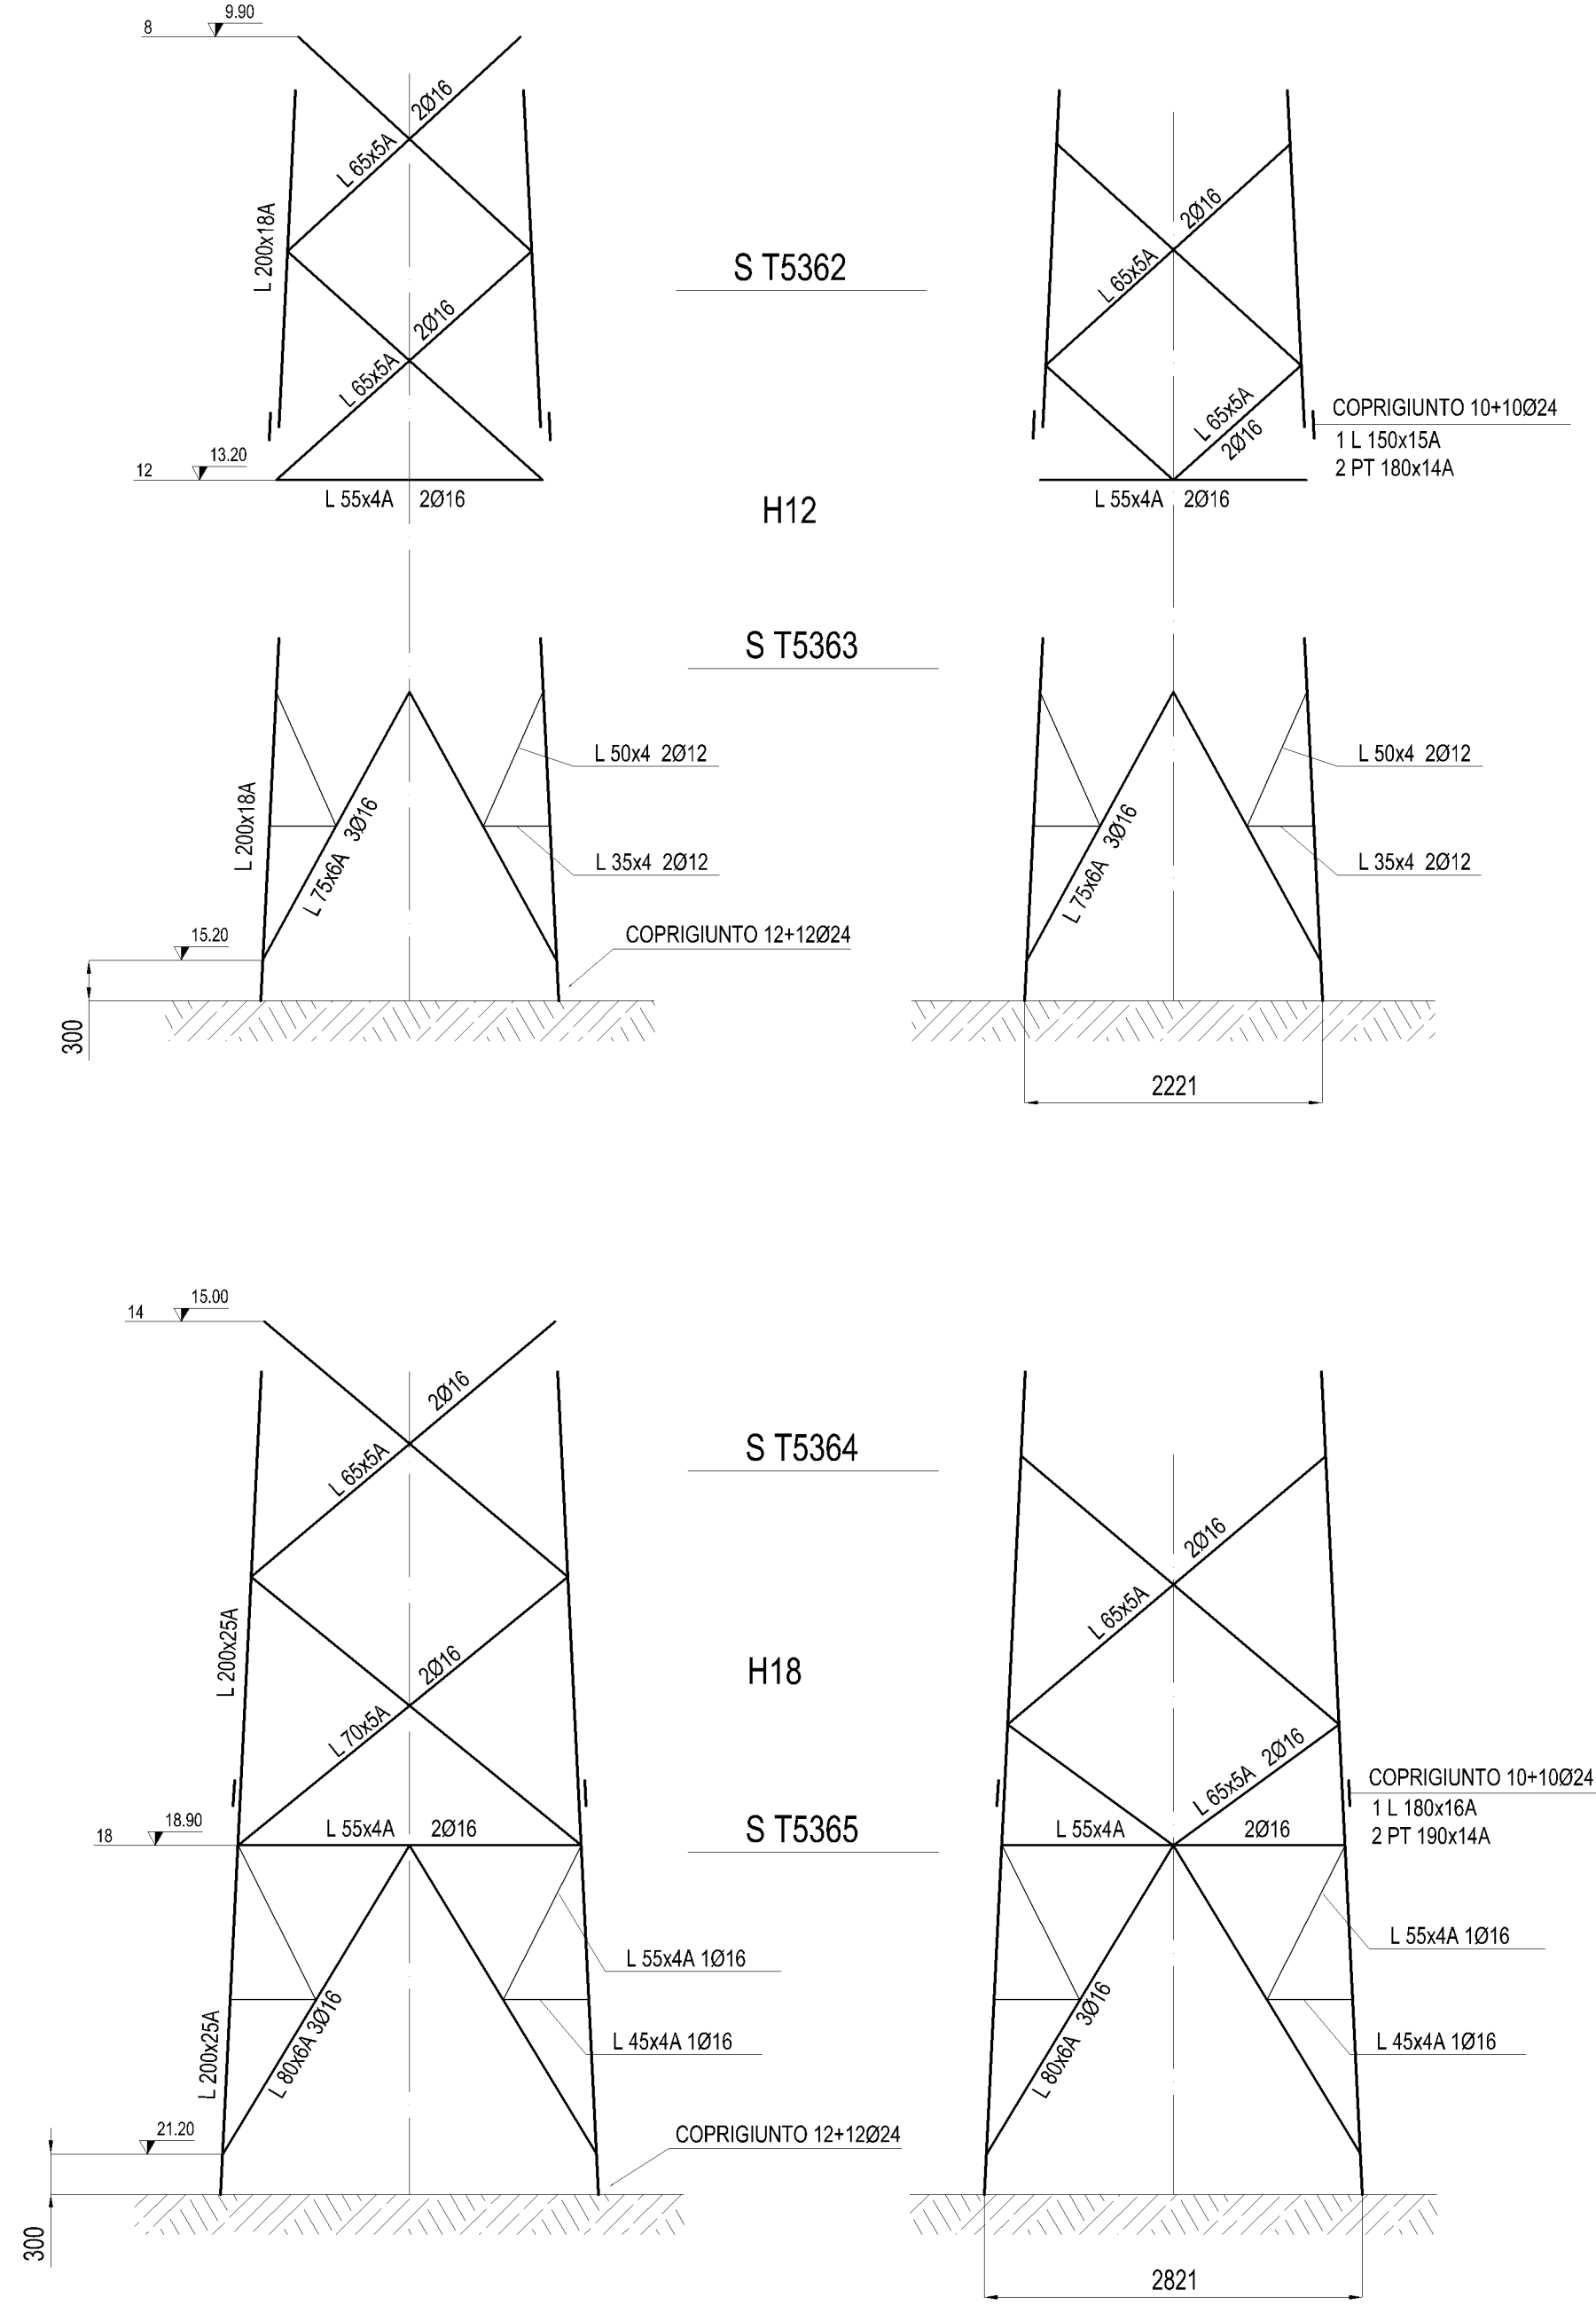 8
9.90
2Ø16
L 65x5A
L 200x18A
2Ø16
L 65x5A
12
13.20
L 55x4A 2Ø16
S T5362
2Ø16
L 65x5A
L 65x5A
2Ø16
COPRIGIUNTO 10+10Ø24
1 L 150x15A
2 PT 180x14A
L 55x4A 2Ø16
H12
S T5363
L 50x4 2Ø12
L 200x18A
L 75x6A 3Ø16
L 35x4 2Ø12
15.20
COPRIGIUNTO 12+12Ø24
300
L 50x4 2Ø12
L 75x6A 3Ø16
L 35x4 2Ø12
2221
14
15.00
2Ø16
L 65x5A
L 200x25A
2Ø16
L 70x5A
18
18.90
L 55x4A 2Ø16
S T5364
H18
S T5365
2Ø16
L 65x5A
L 65x5A 2Ø16
COPRIGIUNTO 10+10Ø24
1 L 180x16A
2 PT 190x14A
L 55x4A 2Ø16
L 55x4A 1Ø16
L 200x25A
L 80x6A 3Ø16
L 45x4A 1Ø16
21.20
COPRIGIUNTO 12+12Ø24
300
L 55x4A 1Ø16
L 80x6A 3Ø16
L 45x4A 1Ø16
2821